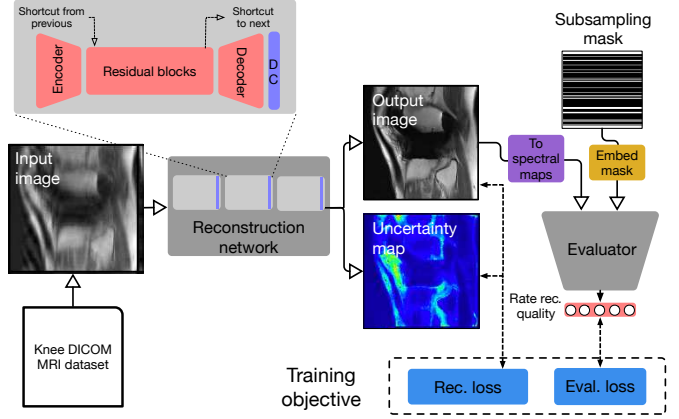 Shortcut from
previous
Shortcut
to next
Encoder
Residual blocks
Decoder
D
C
Subsampling
mask
Input
image
Output
image
To
spectral
maps
Embed
mask
Reconstruction
network
Uncertainty
map
Evaluator
Rate rec.
quality
Knee DICOM
MRI dataset
Training
objective
Rec. loss
Eval. loss